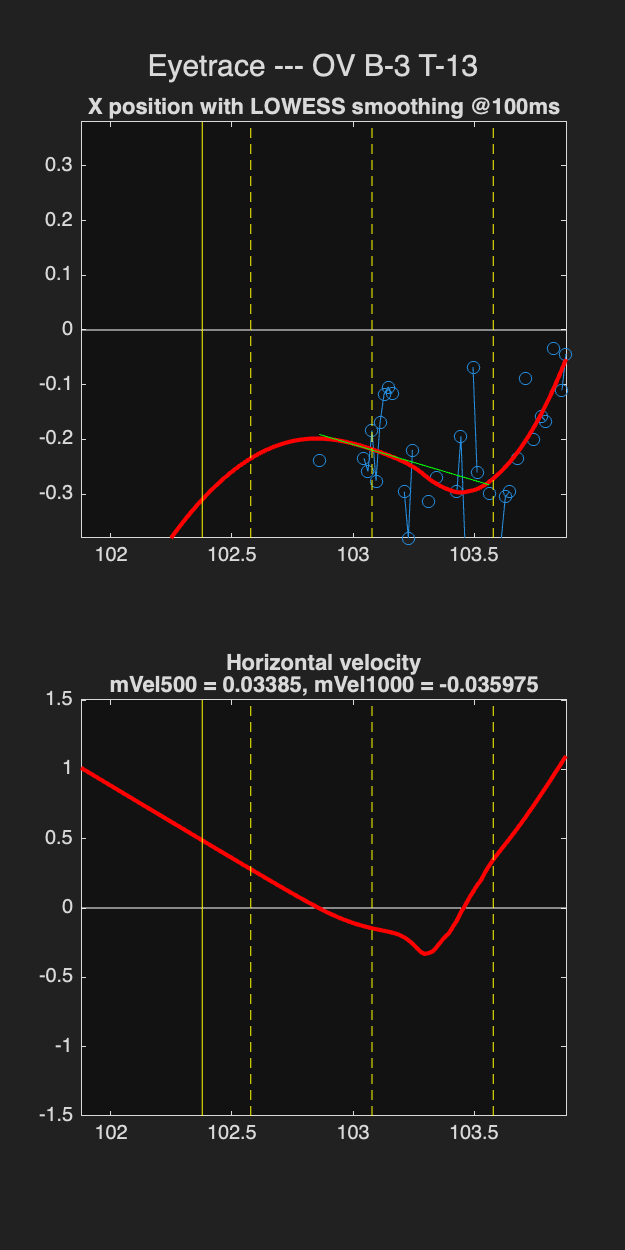 Eyetrace --- OV B-3 T-13
X position with LOWESS smoothing @100ms
0.3
0.2
0.1
0
-0.1
-0.2
-0.3
102 102.5 103 103.5
Horizontal velocity
mVel500 = 0.03385, mVel1000 = -0.035975
1.5
1
0.5
0
-0.5
-1
-1.5
102 102.5 103 103.5